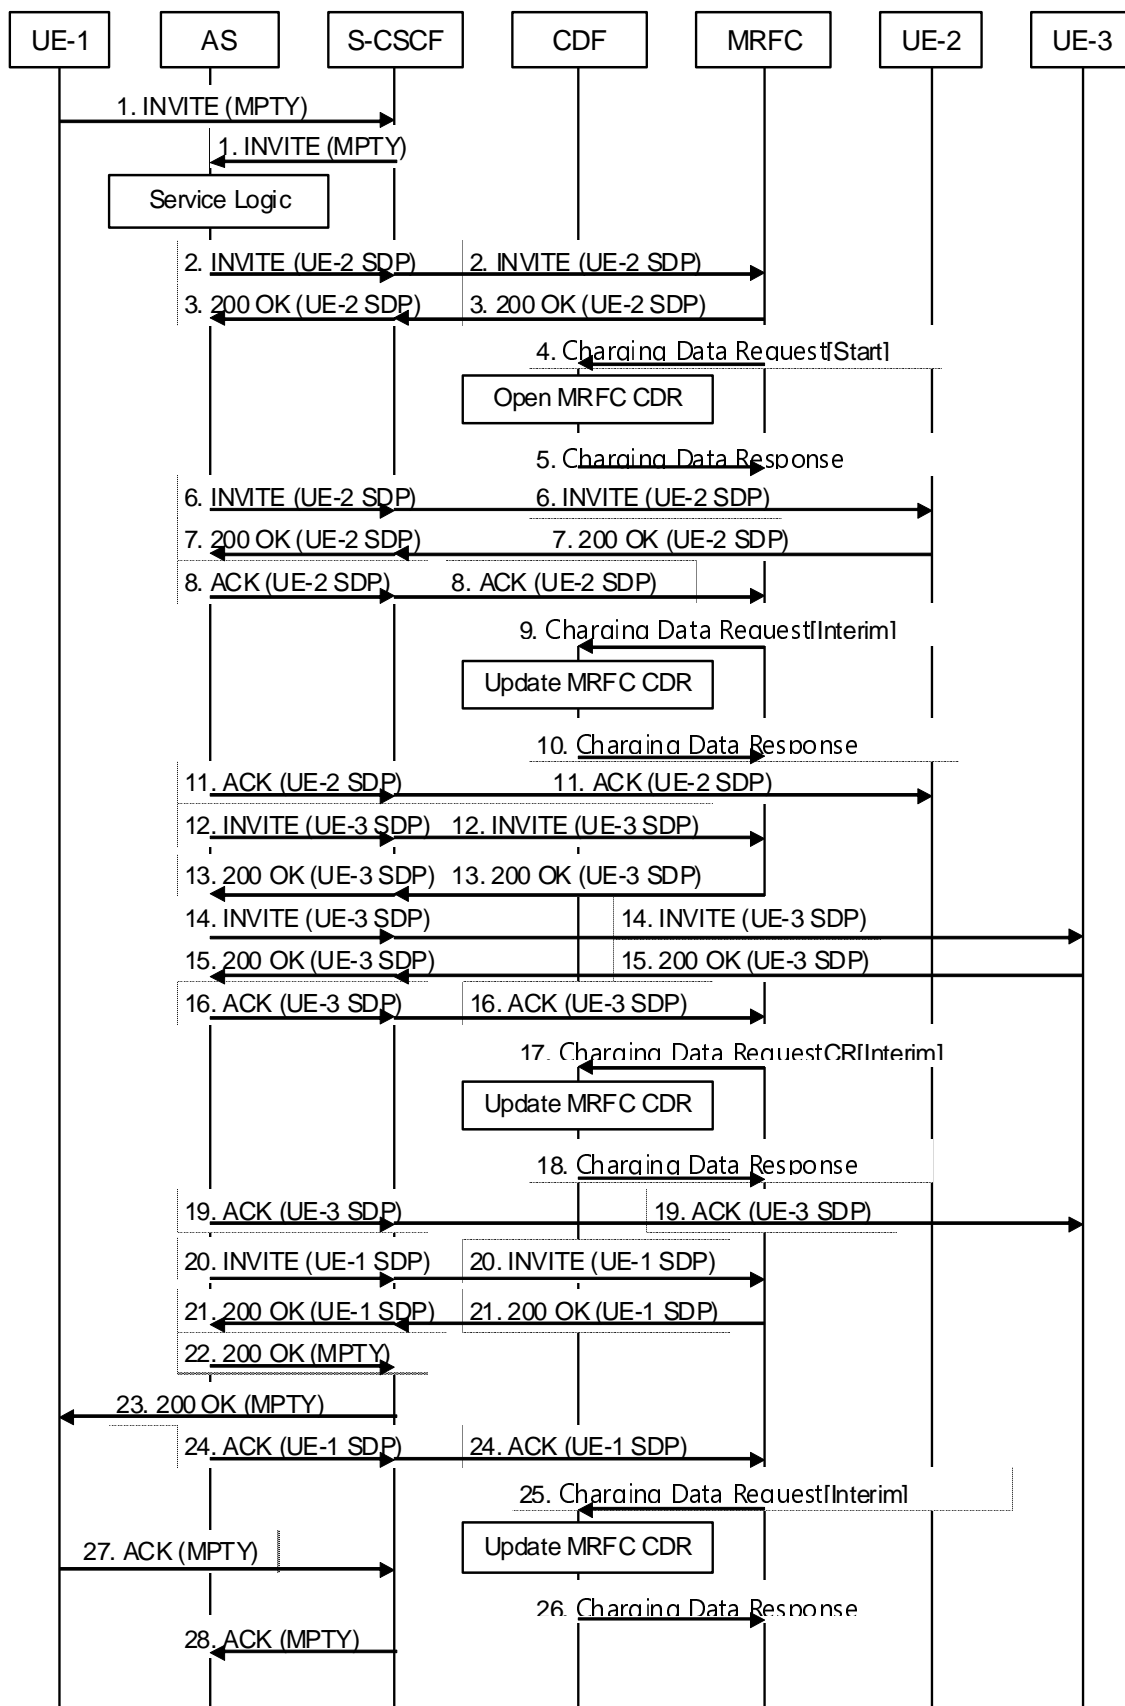 UE-1 AS S-CSCF CDF MRFC UE-2 UE-3
1. INVITE (MPTY)
1. INVITE (MPTY)
Service Logic
2. INVITE (UE-2 SDP) 2. INVITE (UE-2 SDP)
3. 200 OK (UE-2 SDP) 3. 200 OK (UE-2 SDP)
4. Charging Data Request[Start]
Open MRFC CDR
5. Charging Data Response
6. INVITE (UE-2 SDP) 6. INVITE (UE-2 SDP)
7. 200 OK (UE-2 SDP) 7. 200 OK (UE-2 SDP)
8. ACK (UE-2 SDP) 8. ACK (UE-2 SDP)
9. Charging Data Request[Interim]
Update MRFC CDR
10. Charging Data Response
11. ACK (UE-2 SDP) 11. ACK (UE-2 SDP)
12. INVITE (UE-3 SDP) 12. INVITE (UE-3 SDP)
13. 200 OK (UE-3 SDP) 13. 200 OK (UE-3 SDP)
14. INVITE (UE-3 SDP) 14. INVITE (UE-3 SDP)
15. 200 OK (UE-3 SDP) 15. 200 OK (UE-3 SDP)
16. ACK (UE-3 SDP) 16. ACK (UE-3 SDP)
17. Charging Data RequestCR[Interim]
Update MRFC CDR
18. Charging Data Response
19. ACK (UE-3 SDP) 19. ACK (UE-3 SDP)
20. INVITE (UE-1 SDP) 20. INVITE (UE-1 SDP)
21. 200 OK (UE-1 SDP) 21. 200 OK (UE-1 SDP)
22. 200 OK (MPTY)
23. 200 OK (MPTY)
24. ACK (UE-1 SDP) 24. ACK (UE-1 SDP)
25. Charging Data Request[Interim]
27. ACK (MPTY) Update MRFC CDR
26. Charging Data Response
28. ACK (MPTY)